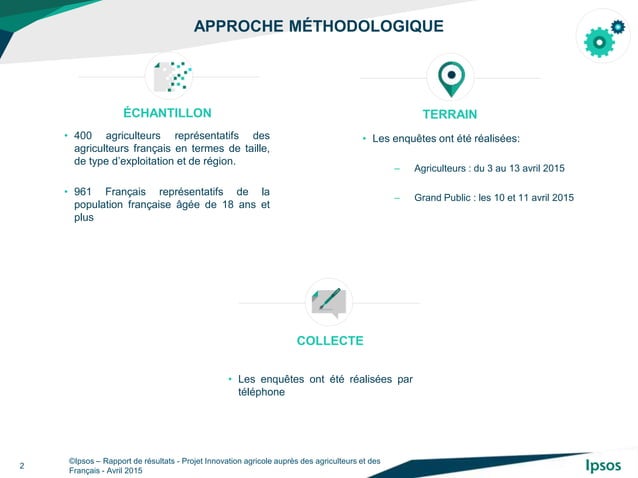 APPROCHE MÉTHODOLOGIQUE
ÉCHANTILLON
• 400 agriculteurs représentatifs des
agriculteurs français en termes de taille,
de type d’exploitation et de région.
• 961 Français représentatifs de la
population française âgée de 18 ans et
plus
TERRAIN
• Les enquêtes ont été réalisées:
– Agriculteurs : du 3 au 13 avril 2015
– Grand Public : les 10 et 11 avril 2015
COLLECTE
• Les enquêtes ont été réalisées par
téléphone
2
©Ipsos – Rapport de résultats - Projet Innovation agricole auprès des agriculteurs et des
Français - Avril 2015
Ipsos